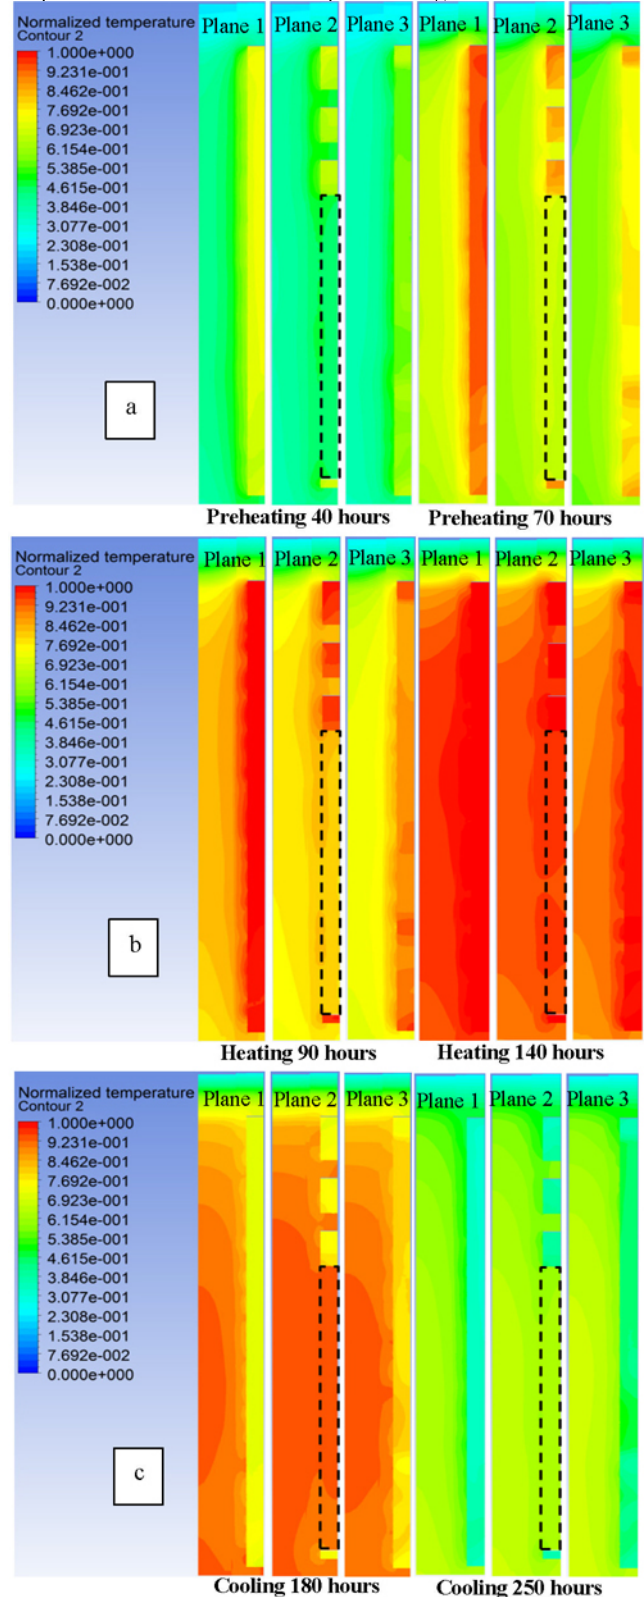 Normalized temperature
Contour 2
1.000e+000
9.231e-001
8.462e-001
7.692e-001
6.923e-001
6.154e-001
5.385e-001
4.615e-001
3.846e-001
3.077e-001
2.308e-001
1.538e-001
7.692e-002
0.000e+000
Plane 1 Plane 2 Plane 3 Plane 1 Plane 2 Plane 3
a
Preheating 40 hours Preheating 70 hours
Normalized temperature
Contour 2
1.000e+000
9.231e-001
8.462e-001
7.692e-001
6.923e-001
6.154e-001
5.385e-001
4.615e-001
3.846e-001
3.077e-001
2.308e-001
1.538e-001
7.692e-002
0.000e+000
Plane 1 Plane 2 Plane 3 Plane 1 Plane 2 Plane 3
b
Heating 90 hours Heating 140 hours
Normalized temperature
Contour 2
1.000e+000
9.231e-001
8.462e-001
7.692e-001
6.923e-001
6.154e-001
5.385e-001
4.615e-001
3.846e-001
3.077e-001
2.308e-001
1.538e-001
7.692e-002
0.000e+000
Plane 1 Plane 2 Plane 3 Plane 1 Plane 2 Plane 3
c
Cooling 180 hours Cooling 250 hours